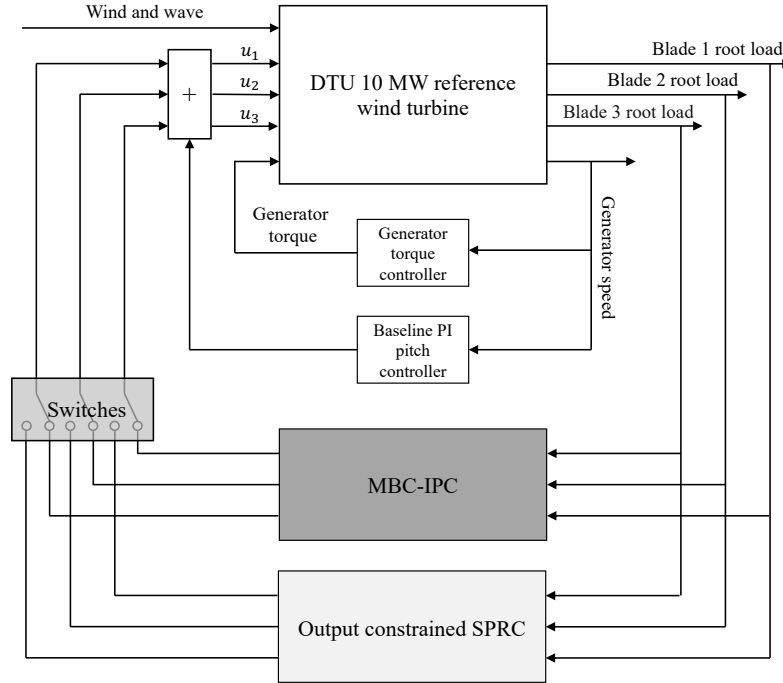 Wind and wave
u₁
u₂
u₃
+
DTU 10 MW reference
wind turbine
Blade 1 root load
Blade 2 root load
Blade 3 root load
Generator
torque
Generator
torque
controller
Generator speed
Baseline PI
pitch
controller
Switches
MBC-IPC
Output constrained SPRC